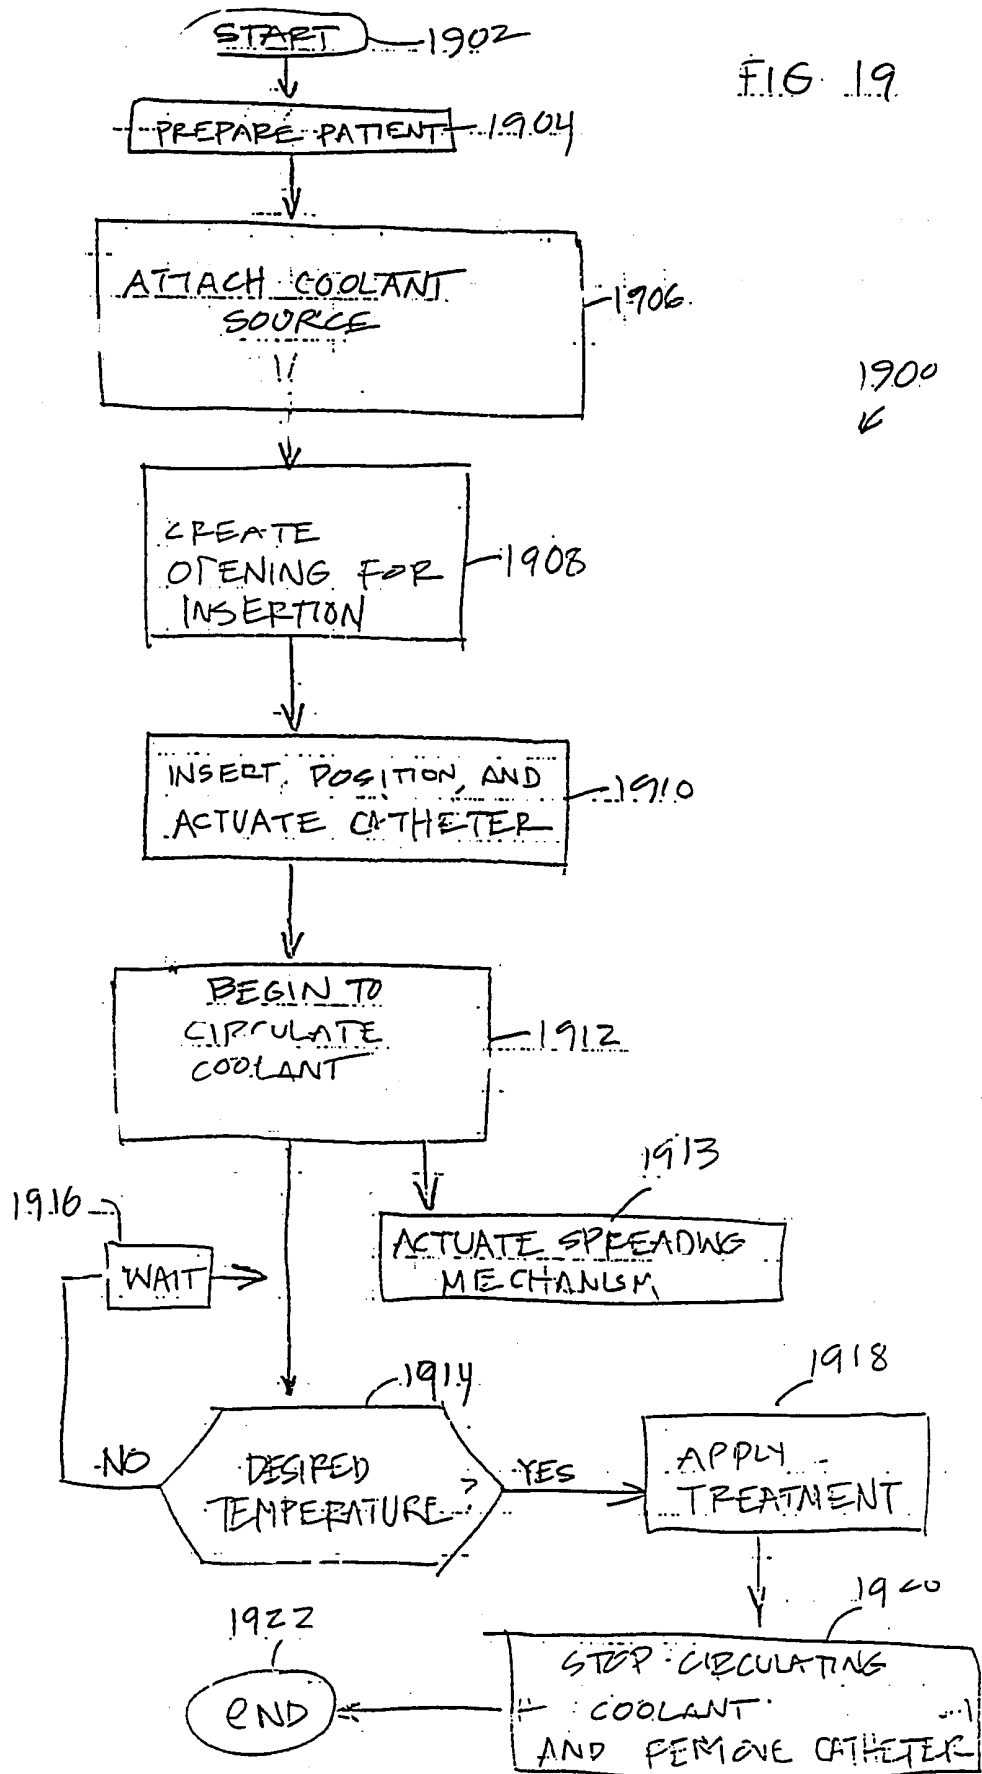 START
1902
FIG. 19
PREPARE PATIENT
1904
ATTACH COOLANT
SOURCE
1906
1900
CREATE
OPENING FOR
INSERTION
1908
INSERT, POSITION, AND
ACTUATE CATHETER
1910
BEGIN TO
CIRCULATE
COOLANT
1912
1913
ACTUATE SPREADING
MECHANISM
1916
WAIT
1914
DESIRED
TEMPERATURE ?
NO
YES
1918
APPLY
TREATMENT
1920
STOP CIRCULATING
COOLANT
AND REMOVE CATHETER
1922
END